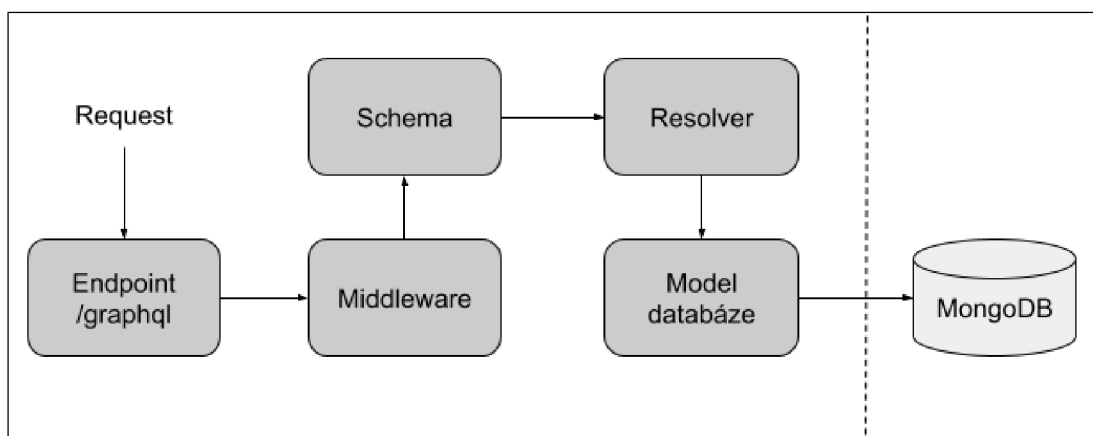 Request
Endpoint
/graphql
Middleware
Schema
Resolver
Model
databáze
MongoDB